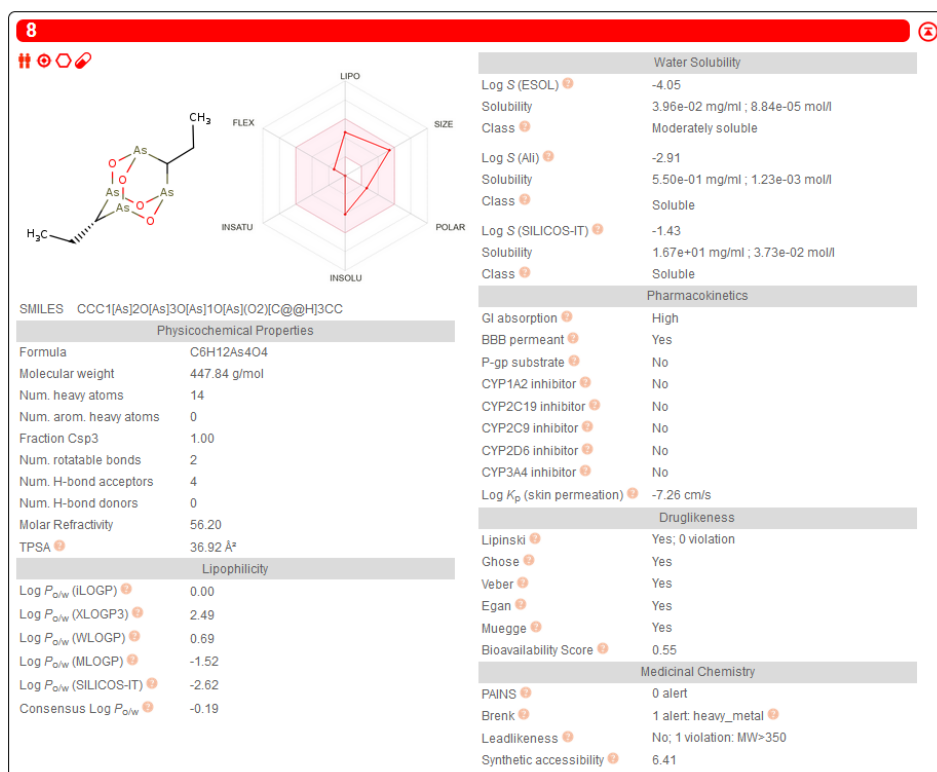 8
CH₃
As
O
O
As
As
As
O
O
H₃C
LIPO
FLEX
SIZE
INSATU
POLAR
INSOLU
SMILES CCC1[As]2O[As]3O[As]1O[As](O2)[C@@H]3CC
Physicochemical Properties
Formula C6H12As4O4
Molecular weight 447.84 g/mol
Num. heavy atoms 14
Num. arom. heavy atoms 0
Fraction Csp3 1.00
Num. rotatable bonds 2
Num. H-bond acceptors 4
Num. H-bond donors 0
Molar Refractivity 56.20
TPSA ? 36.92 Å²
Lipophilicity
Log Po/w (iLOGP) ? 0.00
Log Po/w (XLOGP3) ? 2.49
Log Po/w (WLOGP) ? 0.69
Log Po/w (MLOGP) ? -1.52
Log Po/w (SILICOS-IT) ? -2.62
Consensus Log Po/w ? -0.19
Water Solubility
Log S (ESOL) ? -4.05
Solubility 3.96e-02 mg/ml ; 8.84e-05 mol/l
Class ? Moderately soluble
Log S (Ali) ? -2.91
Solubility 5.50e-01 mg/ml ; 1.23e-03 mol/l
Class ? Soluble
Log S (SILICOS-IT) ? -1.43
Solubility 1.67e+01 mg/ml ; 3.73e-02 mol/l
Class ? Soluble
Pharmacokinetics
GI absorption ? High
BBB permeant ? Yes
P-gp substrate ? No
CYP1A2 inhibitor ? No
CYP2C19 inhibitor ? No
CYP2C9 inhibitor ? No
CYP2D6 inhibitor ? No
CYP3A4 inhibitor ? No
Log Kp (skin permeation) ? -7.26 cm/s
Druglikeness
Lipinski ? Yes; 0 violation
Ghose ? Yes
Veber ? Yes
Egan ? Yes
Muegge ? Yes
Bioavailability Score ? 0.55
Medicinal Chemistry
PAINS ? 0 alert
Brenk ? 1 alert: heavy_metal ?
Leadlikeness ? No; 1 violation: MW>350
Synthetic accessibility ? 6.41